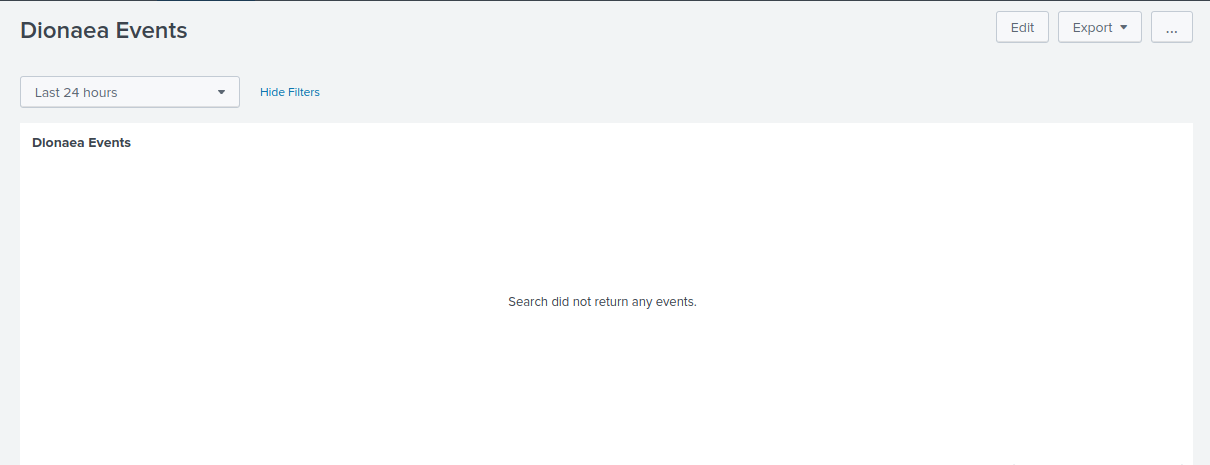 Dionaea Events
Edit
Export
...
Last 24 hours
Hide Filters
Dionaea Events
Search did not return any events.